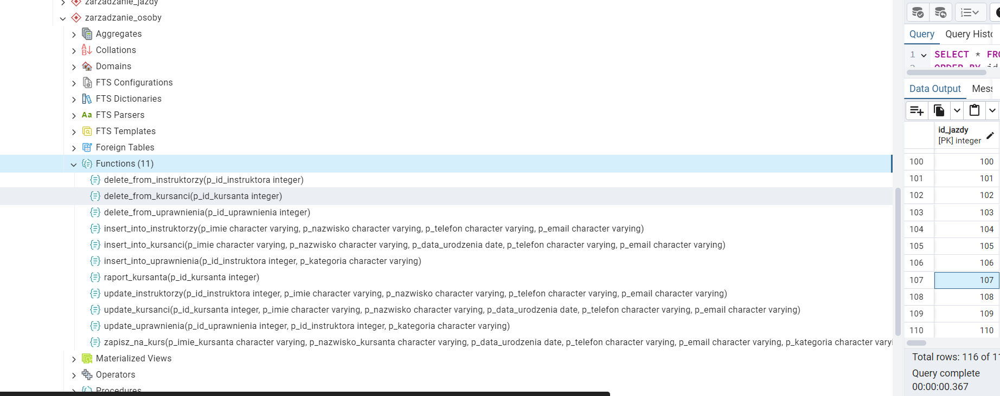 zarzadzanie_jazdy
zarzadzanie_osoby
Aggregates
Collations
Domains
FTS Configurations
FTS Dictionaries
Aa FTS Parsers
FTS Templates
Foreign Tables
Functions (11)
delete_from_instruktorzy(p_id_instruktora integer)
delete_from_kursanci(p_id_kursanta integer)
delete_from_uprawnienia(p_id_uprawnienia integer)
insert_into_instruktorzy(p_imie character varying, p_nazwisko character varying, p_telefon character varying, p_email character varying)
insert_into_kursanci(p_imie character varying, p_nazwisko character varying, p_data_urodzenia date, p_telefon character varying, p_email character varying)
insert_into_uprawnienia(p_id_instruktora integer, p_kategoria character varying)
raport_kursanta(p_id_kursanta integer)
update_instruktorzy(p_id_instruktora integer, p_imie character varying, p_nazwisko character varying, p_telefon character varying, p_email character varying)
update_kursanci(p_id_kursanta integer, p_imie character varying, p_nazwisko character varying, p_data_urodzenia date, p_telefon character varying, p_email character varying)
update_uprawnienia(p_id_uprawnienia integer, p_id_instruktora integer, p_kategoria character varying)
zapisz_na_kurs(p_imie_kursanta character varying, p_nazwisko_kursanta character varying, p_data_urodzenia date, p_telefon character varying, p_email character varying, p_kategoria character varyi
Materialized Views
Operators
Procedures
Query Query Histo
1 SELECT * FRO
2 ORDER BY id
Data Output Mess
id_jazdy
[PK] integer
100 100
101 101
102 102
103 103
104 104
105 105
106 106
107 107
108 108
109 109
110 110
Total rows: 116 of 11
Query complete
00:00:00.367